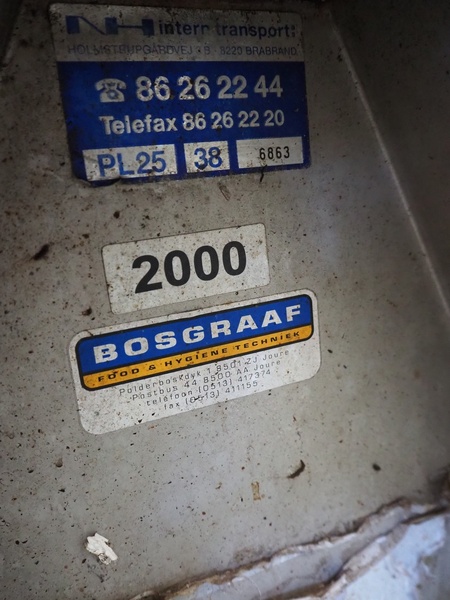 NH intern transport
HOLMSTRUPGÅRDVEJ • 8 • 8220 BRABRAND
☎ 86 26 22 44
Telefax 86 26 22 20
PL25 38 6863
2000
BOSGRAAF
FOOD & HYGIENE TECHNIEK
Polderboskdyk 1 8501 ZJ Joure
Postbus 44 8500 AA Joure
telefoon (0513) 417374
fax (0513) 411155